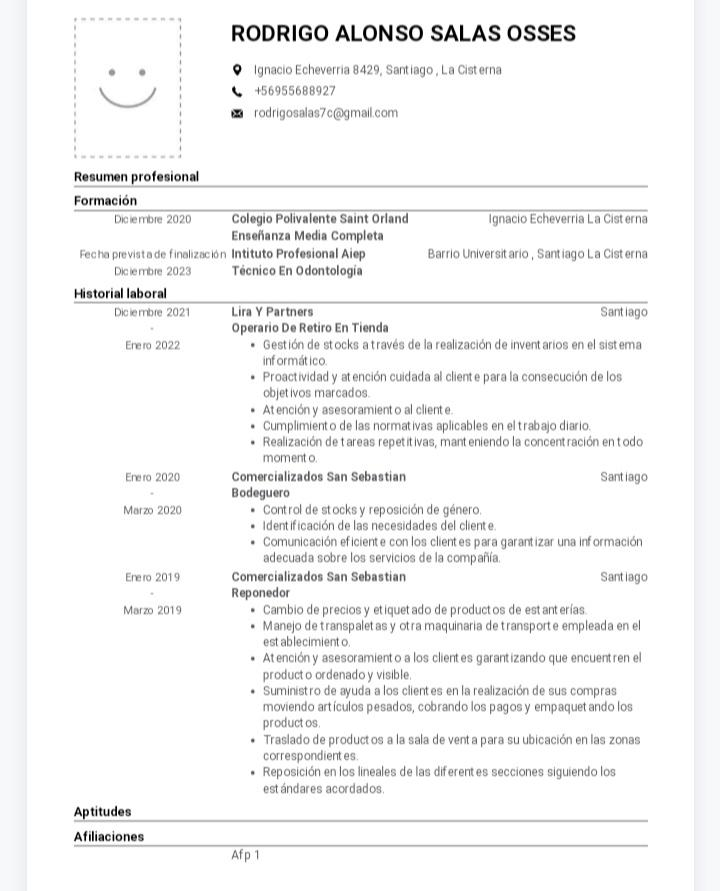 RODRIGO ALONSO SALAS OSSES
Ignacio Echeverria 8429, Santiago , La Cisterna
+56955688927
rodrigosalas7c@gmail.com
Resumen profesional
Formación
Diciembre 2020 Colegio Polivalente Saint Orland Ignacio Echeverria La Cisterna
Enseñanza Media Completa
Fecha prevista de finalización Intituto Profesional Aiep Barrio Universitario , Santiago La Cisterna
Diciembre 2023 Técnico En Odontología
Historial laboral
Diciembre 2021 Lira Y Partners Santiago
- Operario De Retiro En Tienda
Enero 2022 • Gestión de stocks a través de la realización de inventarios en el sistema
informático.
• Proactividad y atención cuidada al cliente para la consecución de los
objetivos marcados.
• Atención y asesoramiento al cliente.
• Cumplimiento de las normativas aplicables en el trabajo diario.
• Realización de tareas repetitivas, manteniendo la concentración en todo
momento.
Enero 2020 Comercializados San Sebastian Santiago
- Bodeguero
Marzo 2020 • Control de stocks y reposición de género.
• Identificación de las necesidades del cliente.
• Comunicación eficiente con los clientes para garantizar una información
adecuada sobre los servicios de la compañía.
Enero 2019 Comercializados San Sebastian Santiago
- Reponedor
Marzo 2019 • Cambio de precios y etiquetado de productos de estanterías.
• Manejo de transpaletas y otra maquinaria de transporte empleada en el
establecimiento.
• Atención y asesoramiento a los clientes garantizando que encuentren el
producto ordenado y visible.
• Suministro de ayuda a los clientes en la realización de sus compras
moviendo artículos pesados, cobrando los pagos y empaquetando los
productos.
• Traslado de productos a la sala de venta para su ubicación en las zonas
correspondientes.
• Reposición en los lineales de las diferentes secciones siguiendo los
estándares acordados.
Aptitudes
Afiliaciones
Afp 1